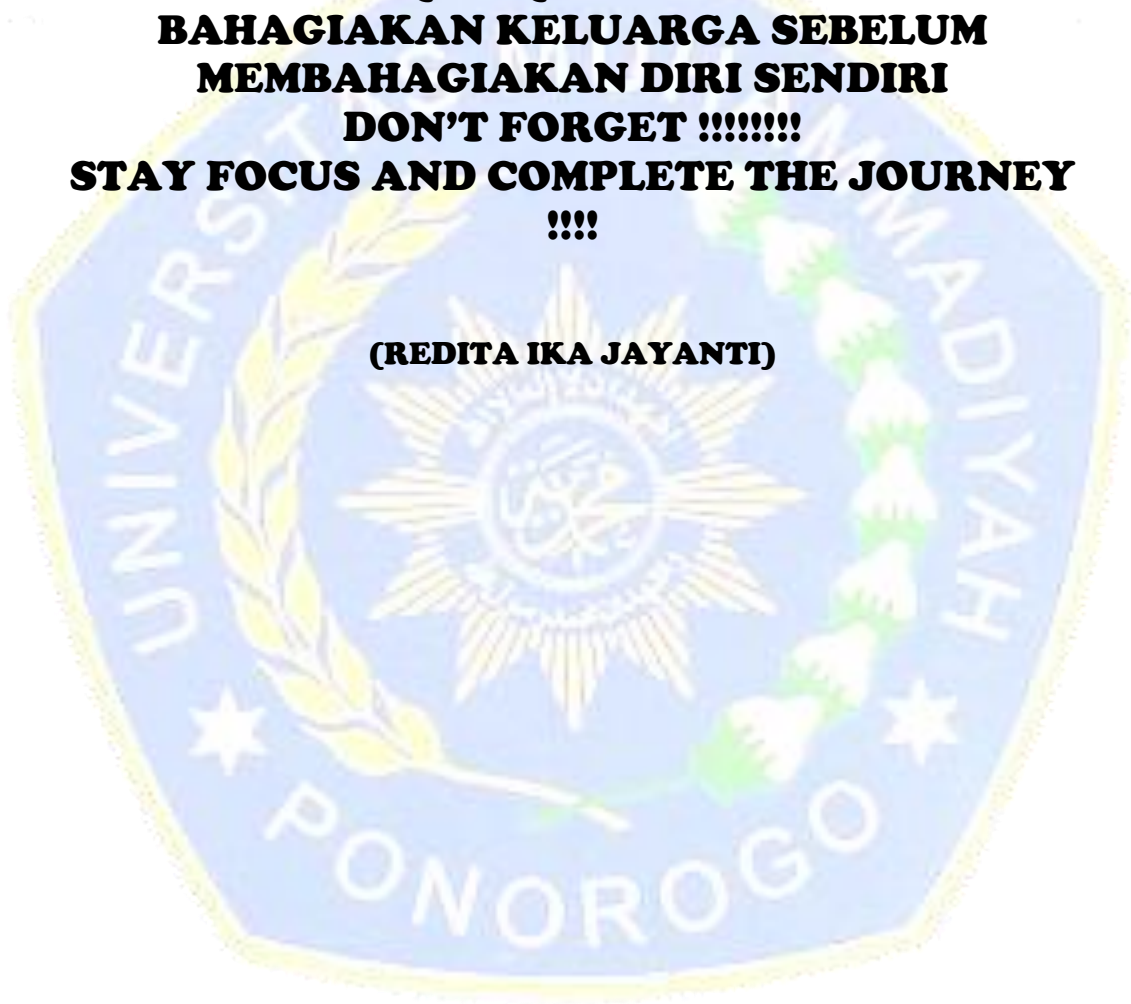 BAHAGIAKAN KELUARGA SEBELUM
MEMBAHAGIAKAN DIRI SENDIRI
DON’T FORGET !!!!!!!!
STAY FOCUS AND COMPLETE THE JOURNEY
!!!!
(REDITA IKA JAYANTI)
UNIVERSITAS MUHAMMADIYAH
PONOROGO